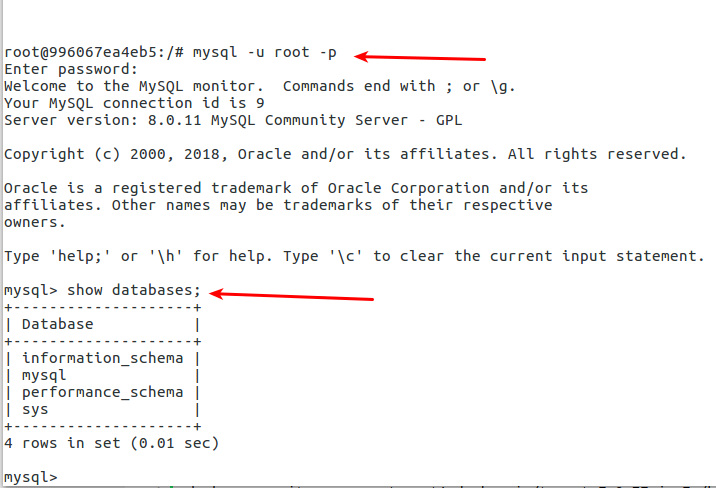 root@996067ea4eb5:/# mysql -u root -p
Enter password:
Welcome to the MySQL monitor.  Commands end with ; or \g.
Your MySQL connection id is 9
Server version: 8.0.11 MySQL Community Server - GPL
Copyright (c) 2000, 2018, Oracle and/or its affiliates. All rights reserved.
Oracle is a registered trademark of Oracle Corporation and/or its
affiliates. Other names may be trademarks of their respective
owners.
Type 'help;' or '\h' for help. Type '\c' to clear the current input statement.
mysql> show databases;
+--------------------+
| Database           |
+--------------------+
| information_schema |
| mysql              |
| performance_schema |
| sys                |
+--------------------+
4 rows in set (0.01 sec)
mysql>